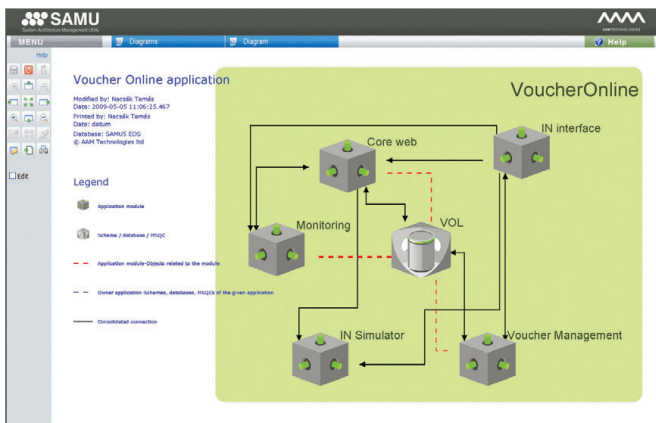 SAMU
System Architecture Management Utility
AAM
AAM TECHNOLOGIES
MENU
Diagrams
Diagram
Help
Help
Edit
Voucher Online application
Modified by: Nacsák Tamás
Date: 2009-05-05 11:06:25.467
Printed by: Nacsák Tamás
Date: datum
Database: SAMU5 EDS
© AAM Technologies ltd
Legend
Application module
Scheme / database / MSQC
Application module-Objects related to the module
Owner application-Schemes, databases, MSQCs of the given application
Consolidated connection
VoucherOnline
Core web
IN interface
Monitoring
VOL
IN Simulator
Voucher Management